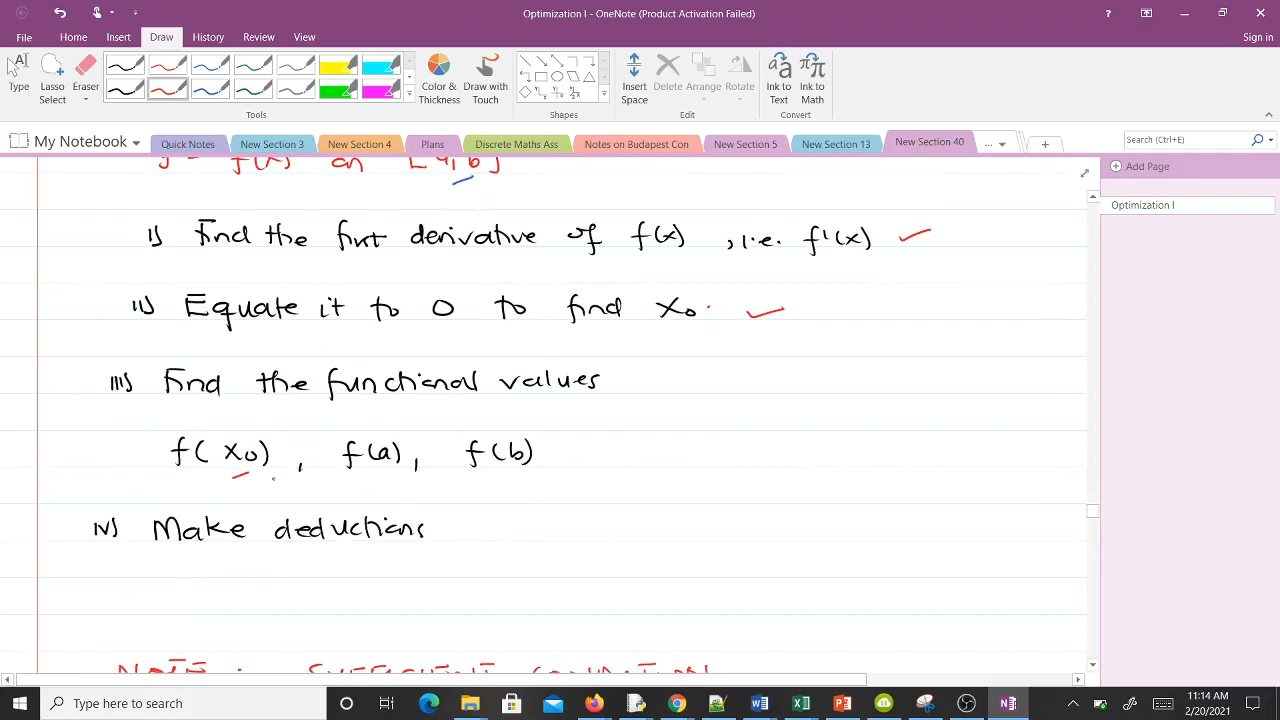 Optimization I - OneNote (Product Activation Failed)
File Home Insert Draw History Review View Sign in
Type Lasso Select Eraser Color & Thickness Draw with Touch Insert Space Delete Arrange Rotate Ink to Text Ink to Math
Tools Shapes Edit Convert
My Notebook Quick Notes New Section 3 New Section 4 Plans Discrete Maths Ass Notes on Budapest Con New Section 5 New Section 13 New Section 40 ... Search (Ctrl+E)
Add Page
Optimization I
y = f(x) on [a,b]
i) Find the first derivative of f(x) , i.e. f'(x)
ii) Equate it to 0 to find x₀.
iii) Find the functional values
f(x₀) , f(a) , f(b)
iv) Make deductions
Type here to search
11:14 AM
2/20/2021